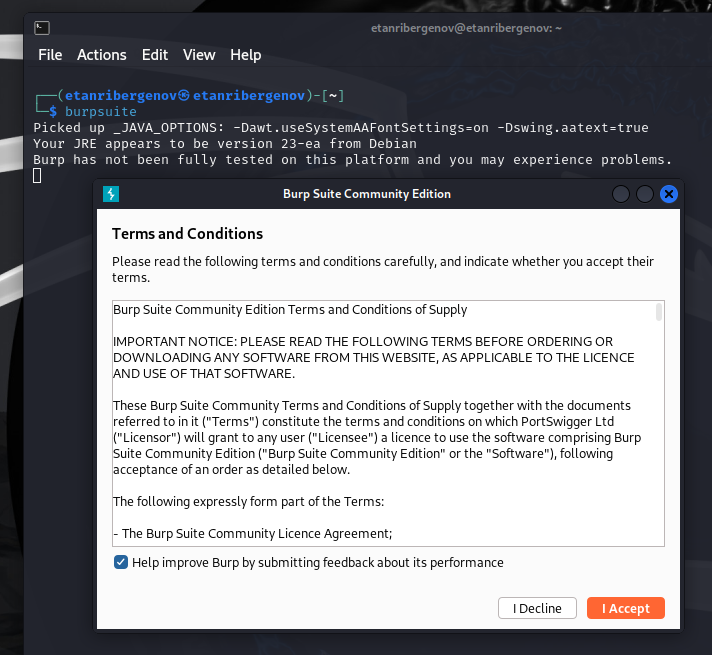 etanribergenov@etanribergenov: ~
File Actions Edit View Help
┌──(etanribergenov㉿etanribergenov)-[~]
└─$ burpsuite
Picked up _JAVA_OPTIONS: -Dawt.useSystemAAFontSettings=on -Dswing.aatext=true
Your JRE appears to be version 23-ea from Debian
Burp has not been fully tested on this platform and you may experience problems.
Burp Suite Community Edition
Terms and Conditions
Please read the following terms and conditions carefully, and indicate whether you accept their
terms.
Burp Suite Community Edition Terms and Conditions of Supply
IMPORTANT NOTICE: PLEASE READ THE FOLLOWING TERMS BEFORE ORDERING OR
DOWNLOADING ANY SOFTWARE FROM THIS WEBSITE, AS APPLICABLE TO THE LICENCE
AND USE OF THAT SOFTWARE.
These Burp Suite Community Terms and Conditions of Supply together with the documents
referred to in it ("Terms") constitute the terms and conditions on which PortSwigger Ltd
("Licensor") will grant to any user ("Licensee") a licence to use the software comprising Burp
Suite Community Edition ("Burp Suite Community Edition" or the "Software"), following
acceptance of an order as detailed below.
The following expressly form part of the Terms:
- The Burp Suite Community Licence Agreement;
Help improve Burp by submitting feedback about its performance
I Decline
I Accept